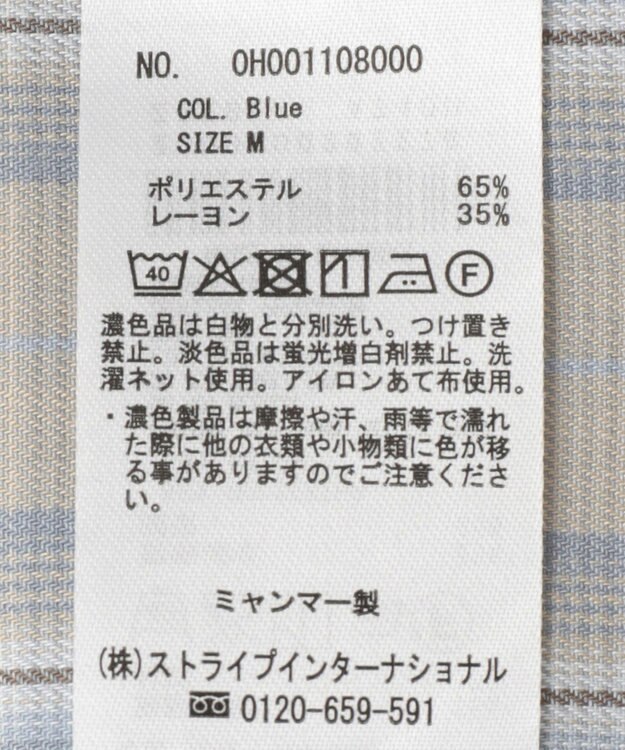 NO. 0H001108000
COL. Blue
SIZE M
ポリエステル 65%
レーヨン 35%
40 F
濃色品は白物と分別洗い。つけ置き
禁止。淡色品は蛍光増白剤禁止。洗
濯ネット使用。アイロンあて布使用。
・濃色製品は摩擦や汗、雨等で濡れ
た際に他の衣類や小物類に色が移
る事がありますのでご注意くださ
い。
ミャンマー製
(株)ストライプインターナショナル
0120-659-591